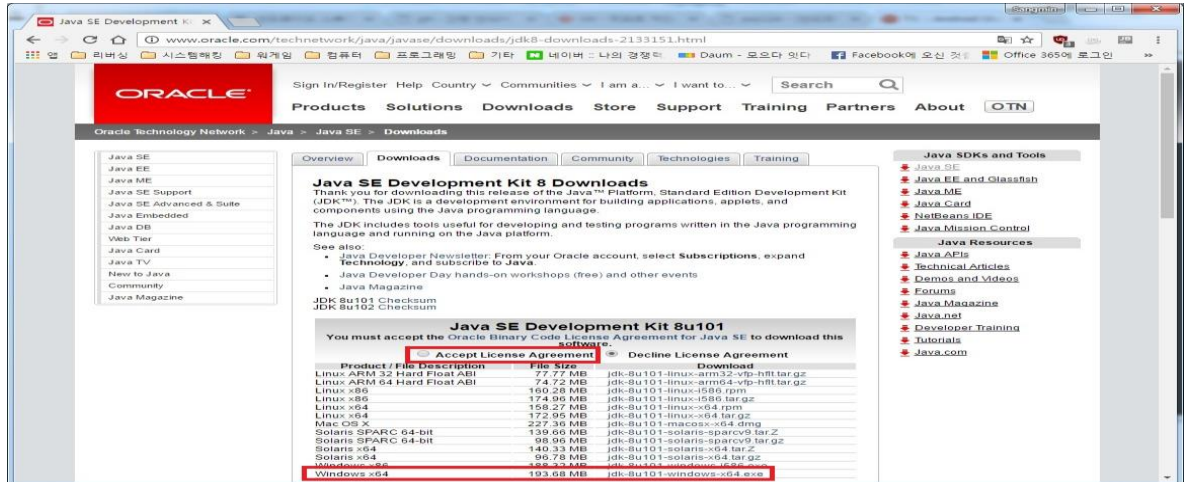 Sangmin
Java SE Development Ki
www.oracle.com/technetwork/java/javase/downloads/jdk8-downloads-2133151.html
앱 리버싱 시스템해킹 워게임 컴퓨터 프로그래밍 기타 네이버 :: 나의 경쟁력 Daum - 모으다 잇다 Facebook에 오신 것 Office 365에 로그인 »
ORACLE
Sign In/Register Help Country Communities I am a... I want to... Search
Products Solutions Downloads Store Support Training Partners About OTN
Oracle Technology Network > Java > Java SE > Downloads
Java SE
Java EE
Java ME
Java SE Support
Java SE Advanced & Suite
Java Embedded
Java DB
Web Tier
Java Card
Java TV
New to Java
Community
Java Magazine
Overview Downloads Documentation Community Technologies Training
Java SE Development Kit 8 Downloads
Thank you for downloading this release of the Java™ Platform, Standard Edition Development Kit
(JDK™). The JDK is a development environment for building applications, applets, and
components using the Java programming language.
The JDK includes tools useful for developing and testing programs written in the Java programming
language and running on the Java platform.
See also:
Java Developer Newsletter: From your Oracle account, select Subscriptions, expand
Technology, and subscribe to Java.
Java Developer Day hands-on workshops (free) and other events
Java Magazine
JDK 8u101 Checksum
JDK 8u102 Checksum
Java SE Development Kit 8u101
You must accept the Oracle Binary Code License Agreement for Java SE to download this
software.
Accept License Agreement Decline License Agreement
Product / File Description File Size Download
Linux ARM 32 Hard Float ABI 77.77 MB jdk-8u101-linux-arm32-vfp-hflt.tar.gz
Linux ARM 64 Hard Float ABI 74.72 MB jdk-8u101-linux-arm64-vfp-hflt.tar.gz
Linux x86 160.28 MB jdk-8u101-linux-i586.rpm
Linux x86 174.96 MB jdk-8u101-linux-i586.tar.gz
Linux x64 158.27 MB jdk-8u101-linux-x64.rpm
Linux x64 172.95 MB jdk-8u101-linux-x64.tar.gz
Mac OS X 227.36 MB jdk-8u101-macosx-x64.dmg
Solaris SPARC 64-bit 139.66 MB jdk-8u101-solaris-sparcv9.tar.Z
Solaris SPARC 64-bit 98.96 MB jdk-8u101-solaris-sparcv9.tar.gz
Solaris x64 140.33 MB jdk-8u101-solaris-x64.tar.Z
Solaris x64 96.78 MB jdk-8u101-solaris-x64.tar.gz
Windows x86 188.32 MB jdk-8u101-windows-i586.exe
Windows x64 193.68 MB jdk-8u101-windows-x64.exe
Java SDKs and Tools
Java SE
Java EE and Glassfish
Java ME
Java Card
NetBeans IDE
Java Mission Control
Java Resources
Java APIs
Technical Articles
Demos and Videos
Forums
Java Magazine
Java.net
Developer Training
Tutorials
Java.com